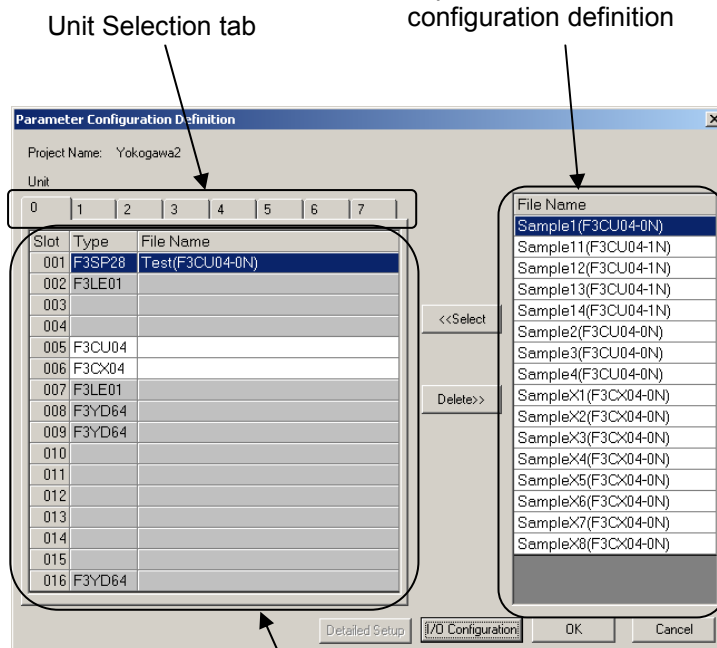 Unit Selection tab
configuration definition
Parameter Configuration Definition
Project Name: Yokogawa2
Unit
0 1 2 3 4 5 6 7
Slot Type File Name
001 F3SP28 Test(F3CU04-0N)
002 F3LE01
003
004
005 F3CU04
006 F3CX04
007 F3LE01
008 F3YD64
009 F3YD64
010
011
012
013
014
015
016 F3YD64
<<Select
Delete>>
File Name
Sample1(F3CU04-0N)
Sample11(F3CU04-1N)
Sample12(F3CU04-1N)
Sample13(F3CU04-1N)
Sample14(F3CU04-1N)
Sample2(F3CU04-0N)
Sample3(F3CU04-0N)
Sample4(F3CU04-0N)
SampleX1(F3CX04-0N)
SampleX2(F3CX04-0N)
SampleX3(F3CX04-0N)
SampleX4(F3CX04-0N)
SampleX5(F3CX04-0N)
SampleX6(F3CX04-0N)
SampleX7(F3CX04-0N)
SampleX8(F3CX04-0N)
Detailed Setup I/O Configuration OK Cancel